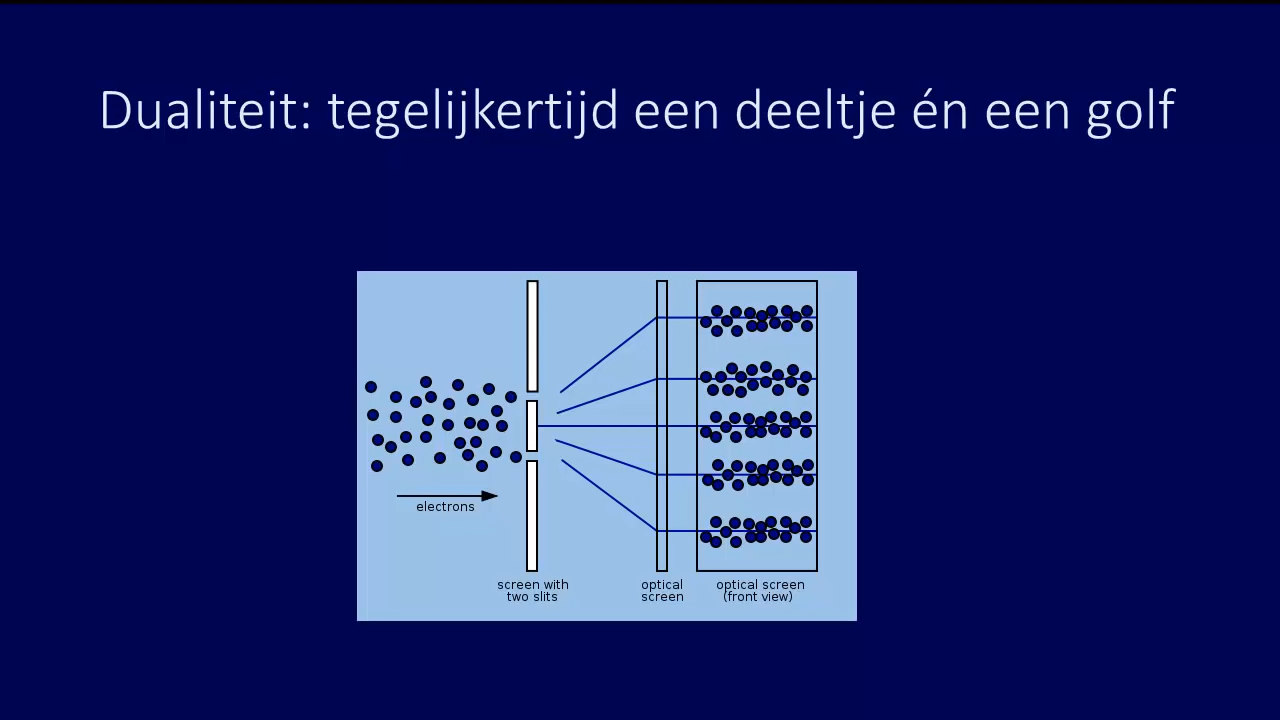 Dualiteit: tegelijkertijd een deeltje én een golf
electrons
screen with
two slits
optical
screen
optical screen
(front view)